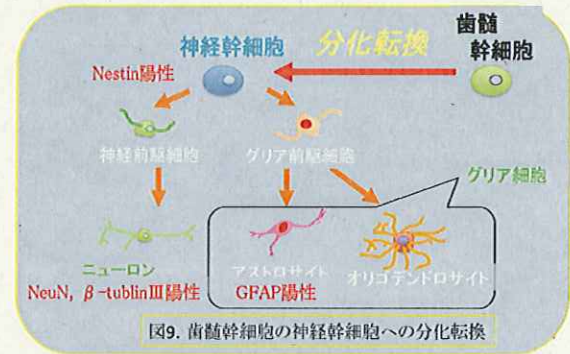 神経幹細胞
分化転換
歯髄
幹細胞
Nestin陽性
神経前駆細胞
グリア前駆細胞
グリア細胞
ニューロン
アストロサイト
オリゴデンドロサイト
NeuN, β-tublinⅢ陽性
GFAP陽性
図9. 歯髄幹細胞の神経幹細胞への分化転換